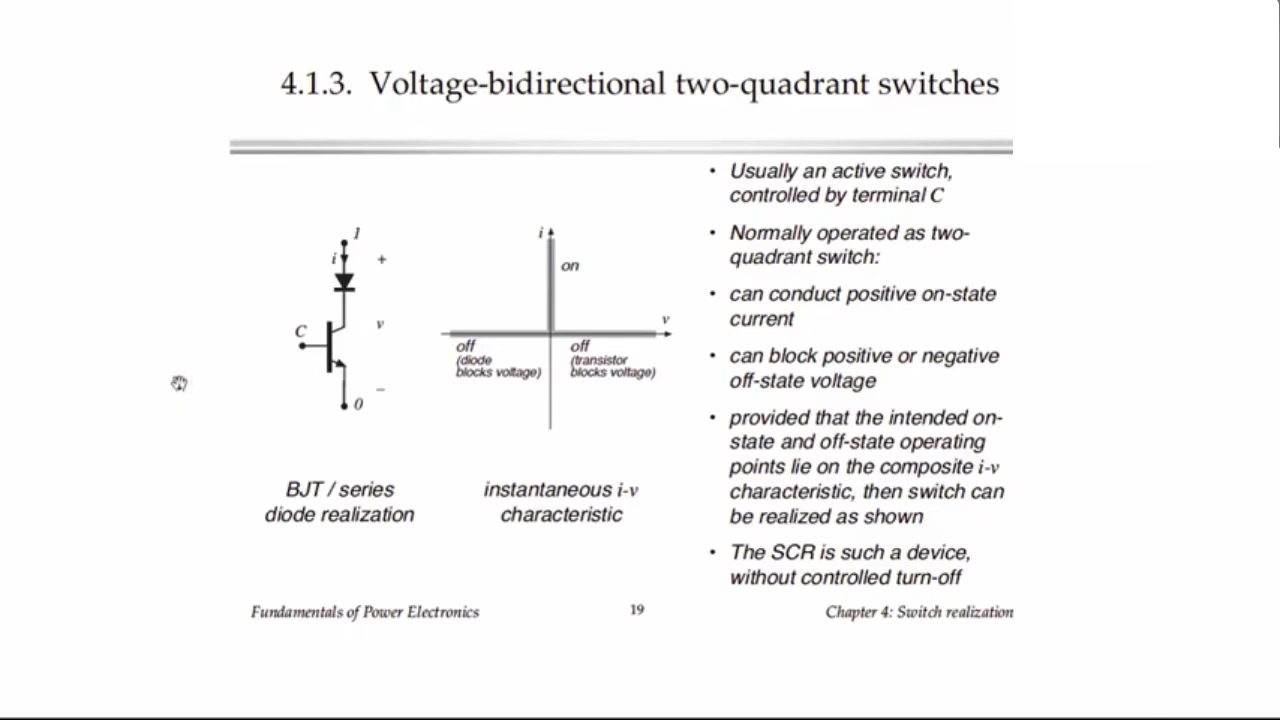 4.1.3. Voltage-bidirectional two-quadrant switches
1
i
+
C
v
–
0
BJT / series
diode realization
i
on
v
off
(diode
blocks voltage)
off
(transistor
blocks voltage)
instantaneous i-v
characteristic
• Usually an active switch,
controlled by terminal C
• Normally operated as two-
quadrant switch:
• can conduct positive on-state
current
• can block positive or negative
off-state voltage
• provided that the intended on-
state and off-state operating
points lie on the composite i-v
characteristic, then switch can
be realized as shown
• The SCR is such a device,
without controlled turn-off
Fundamentals of Power Electronics
19
Chapter 4: Switch realization